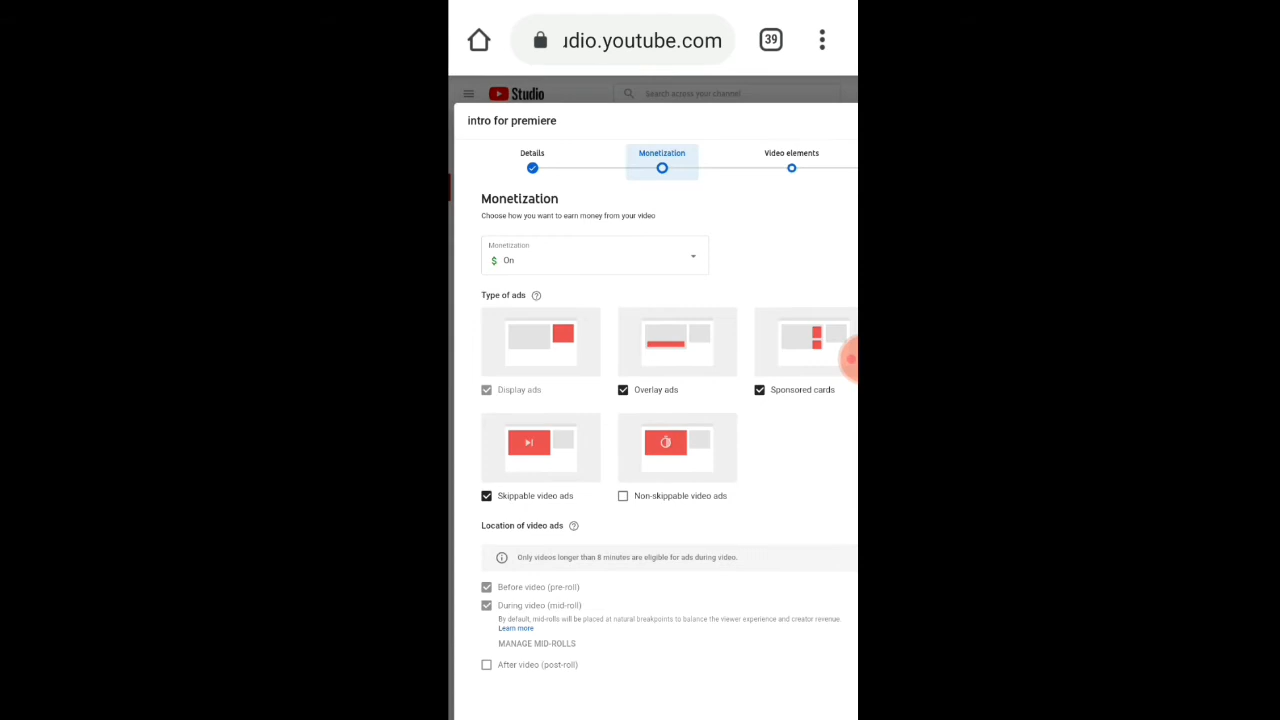 ıdio.youtube.com
39
Studio
Search across your channel
intro for premiere
Details
Monetization
Video elements
Monetization
Choose how you want to earn money from your video
Monetization
$ On
Type of ads ?
Display ads
Overlay ads
Sponsored cards
Skippable video ads
Non-skippable video ads
Location of video ads ?
Only videos longer than 8 minutes are eligible for ads during video.
Before video (pre-roll)
During video (mid-roll)
By default, mid-rolls will be placed at natural breakpoints to balance the viewer experience and creator revenue.
Learn more
MANAGE MID-ROLLS
After video (post-roll)